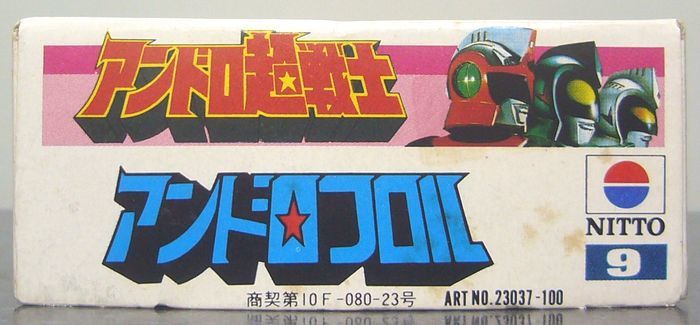 アンドロ超戦士
アンドロフロル
NITTO
9
商契第10F-080-23号
ART NO.23037-100